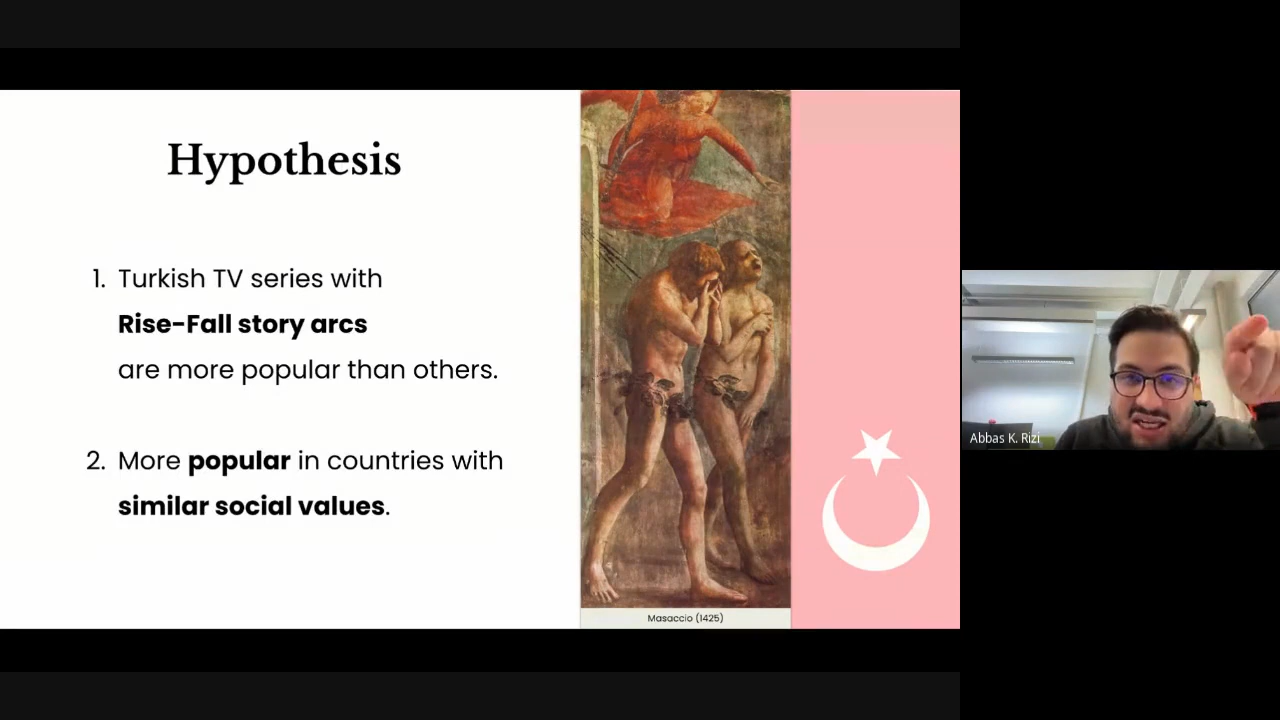 Hypothesis
1. Turkish TV series with
Rise-Fall story arcs
are more popular than others.
2. More popular in countries with
similar social values.
Masaccio (1425)
Abbas K. Rizi